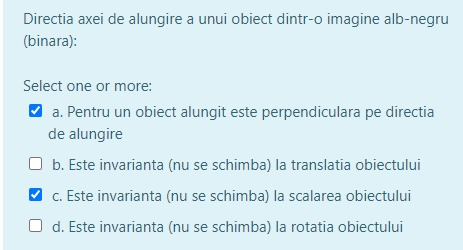 Directia axei de alungire a unui obiect dintr-o imagine alb-negru
(binara):
Select one or more:
a. Pentru un obiect alungit este perpendiculara pe directia
de alungire
b. Este invarianta (nu se schimba) la translatia obiectului
c. Este invarianta (nu se schimba) la scalarea obiectului
d. Este invarianta (nu se schimba) la rotatia obiectului